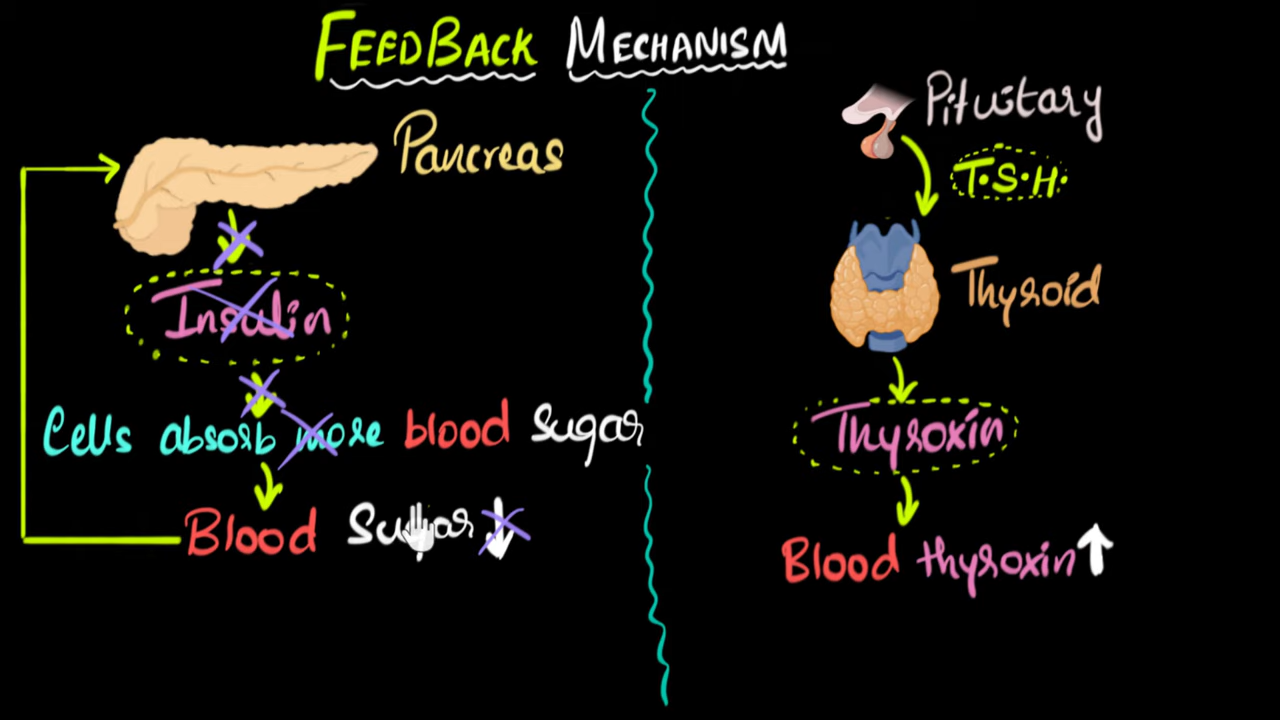 FEEDBACK MECHANISM
Pancreas
Insulin
Cells absorb more blood sugar
Blood Sugar
Pituitary
T.S.H.
Thyroid
Thyroxin
Blood thyroxin